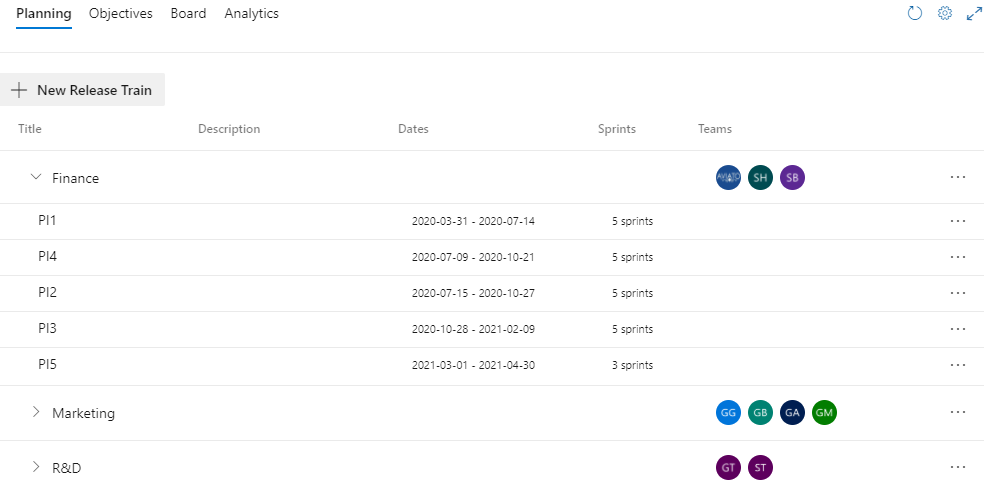 Planning Objectives Board Analytics
New Release Train
Title Description Dates Sprints Teams
Finance AVIATO SH SB
PI1 2020-03-31 - 2020-07-14 5 sprints
PI4 2020-07-09 - 2020-10-21 5 sprints
PI2 2020-07-15 - 2020-10-27 5 sprints
PI3 2020-10-28 - 2021-02-09 5 sprints
PI5 2021-03-01 - 2021-04-30 3 sprints
Marketing GG GB GA GM
R&D GT ST